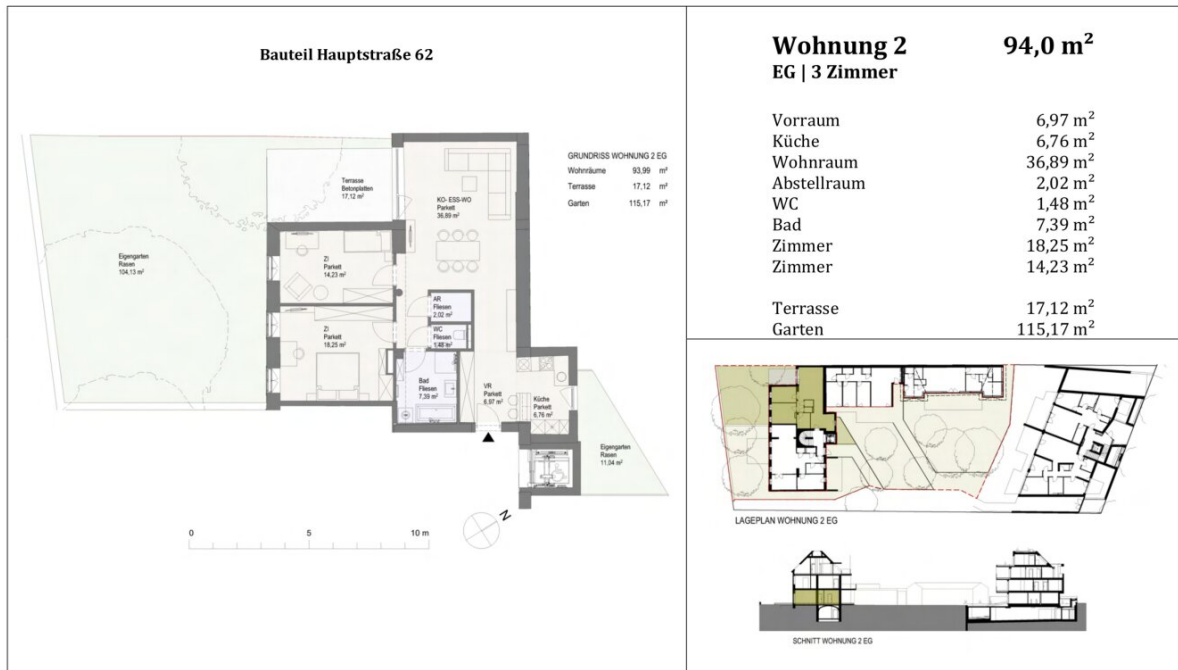 Bauteil Hauptstraße 62
GRUNDRISS WOHNUNG 2 EG
Wohnräume 93,99 m²
Terrasse 17,12 m²
Garten 115,17 m²
Terrasse
Betonplatten
17,12 m²
KO- ESS-WO
Parkett
36,89 m²
Eigengarten
Rasen
104,13 m²
ZI
Parkett
14,23 m²
AR
Fliesen
2,02 m²
ZI
Parkett
18,25 m²
WC
Fliesen
1,48 m²
Bad
Fliesen
7,39 m²
VR
Parkett
6,97 m²
Küche
Parkett
6,76 m²
Eigengarten
Rasen
11,04 m²
N
0 5 10 m
Wohnung 2 94,0 m²
EG | 3 Zimmer
Vorraum 6,97 m²
Küche 6,76 m²
Wohnraum 36,89 m²
Abstellraum 2,02 m²
WC 1,48 m²
Bad 7,39 m²
Zimmer 18,25 m²
Zimmer 14,23 m²
Terrasse 17,12 m²
Garten 115,17 m²
LAGEPLAN WOHNUNG 2 EG
SCHNITT WOHNUNG 2 EG